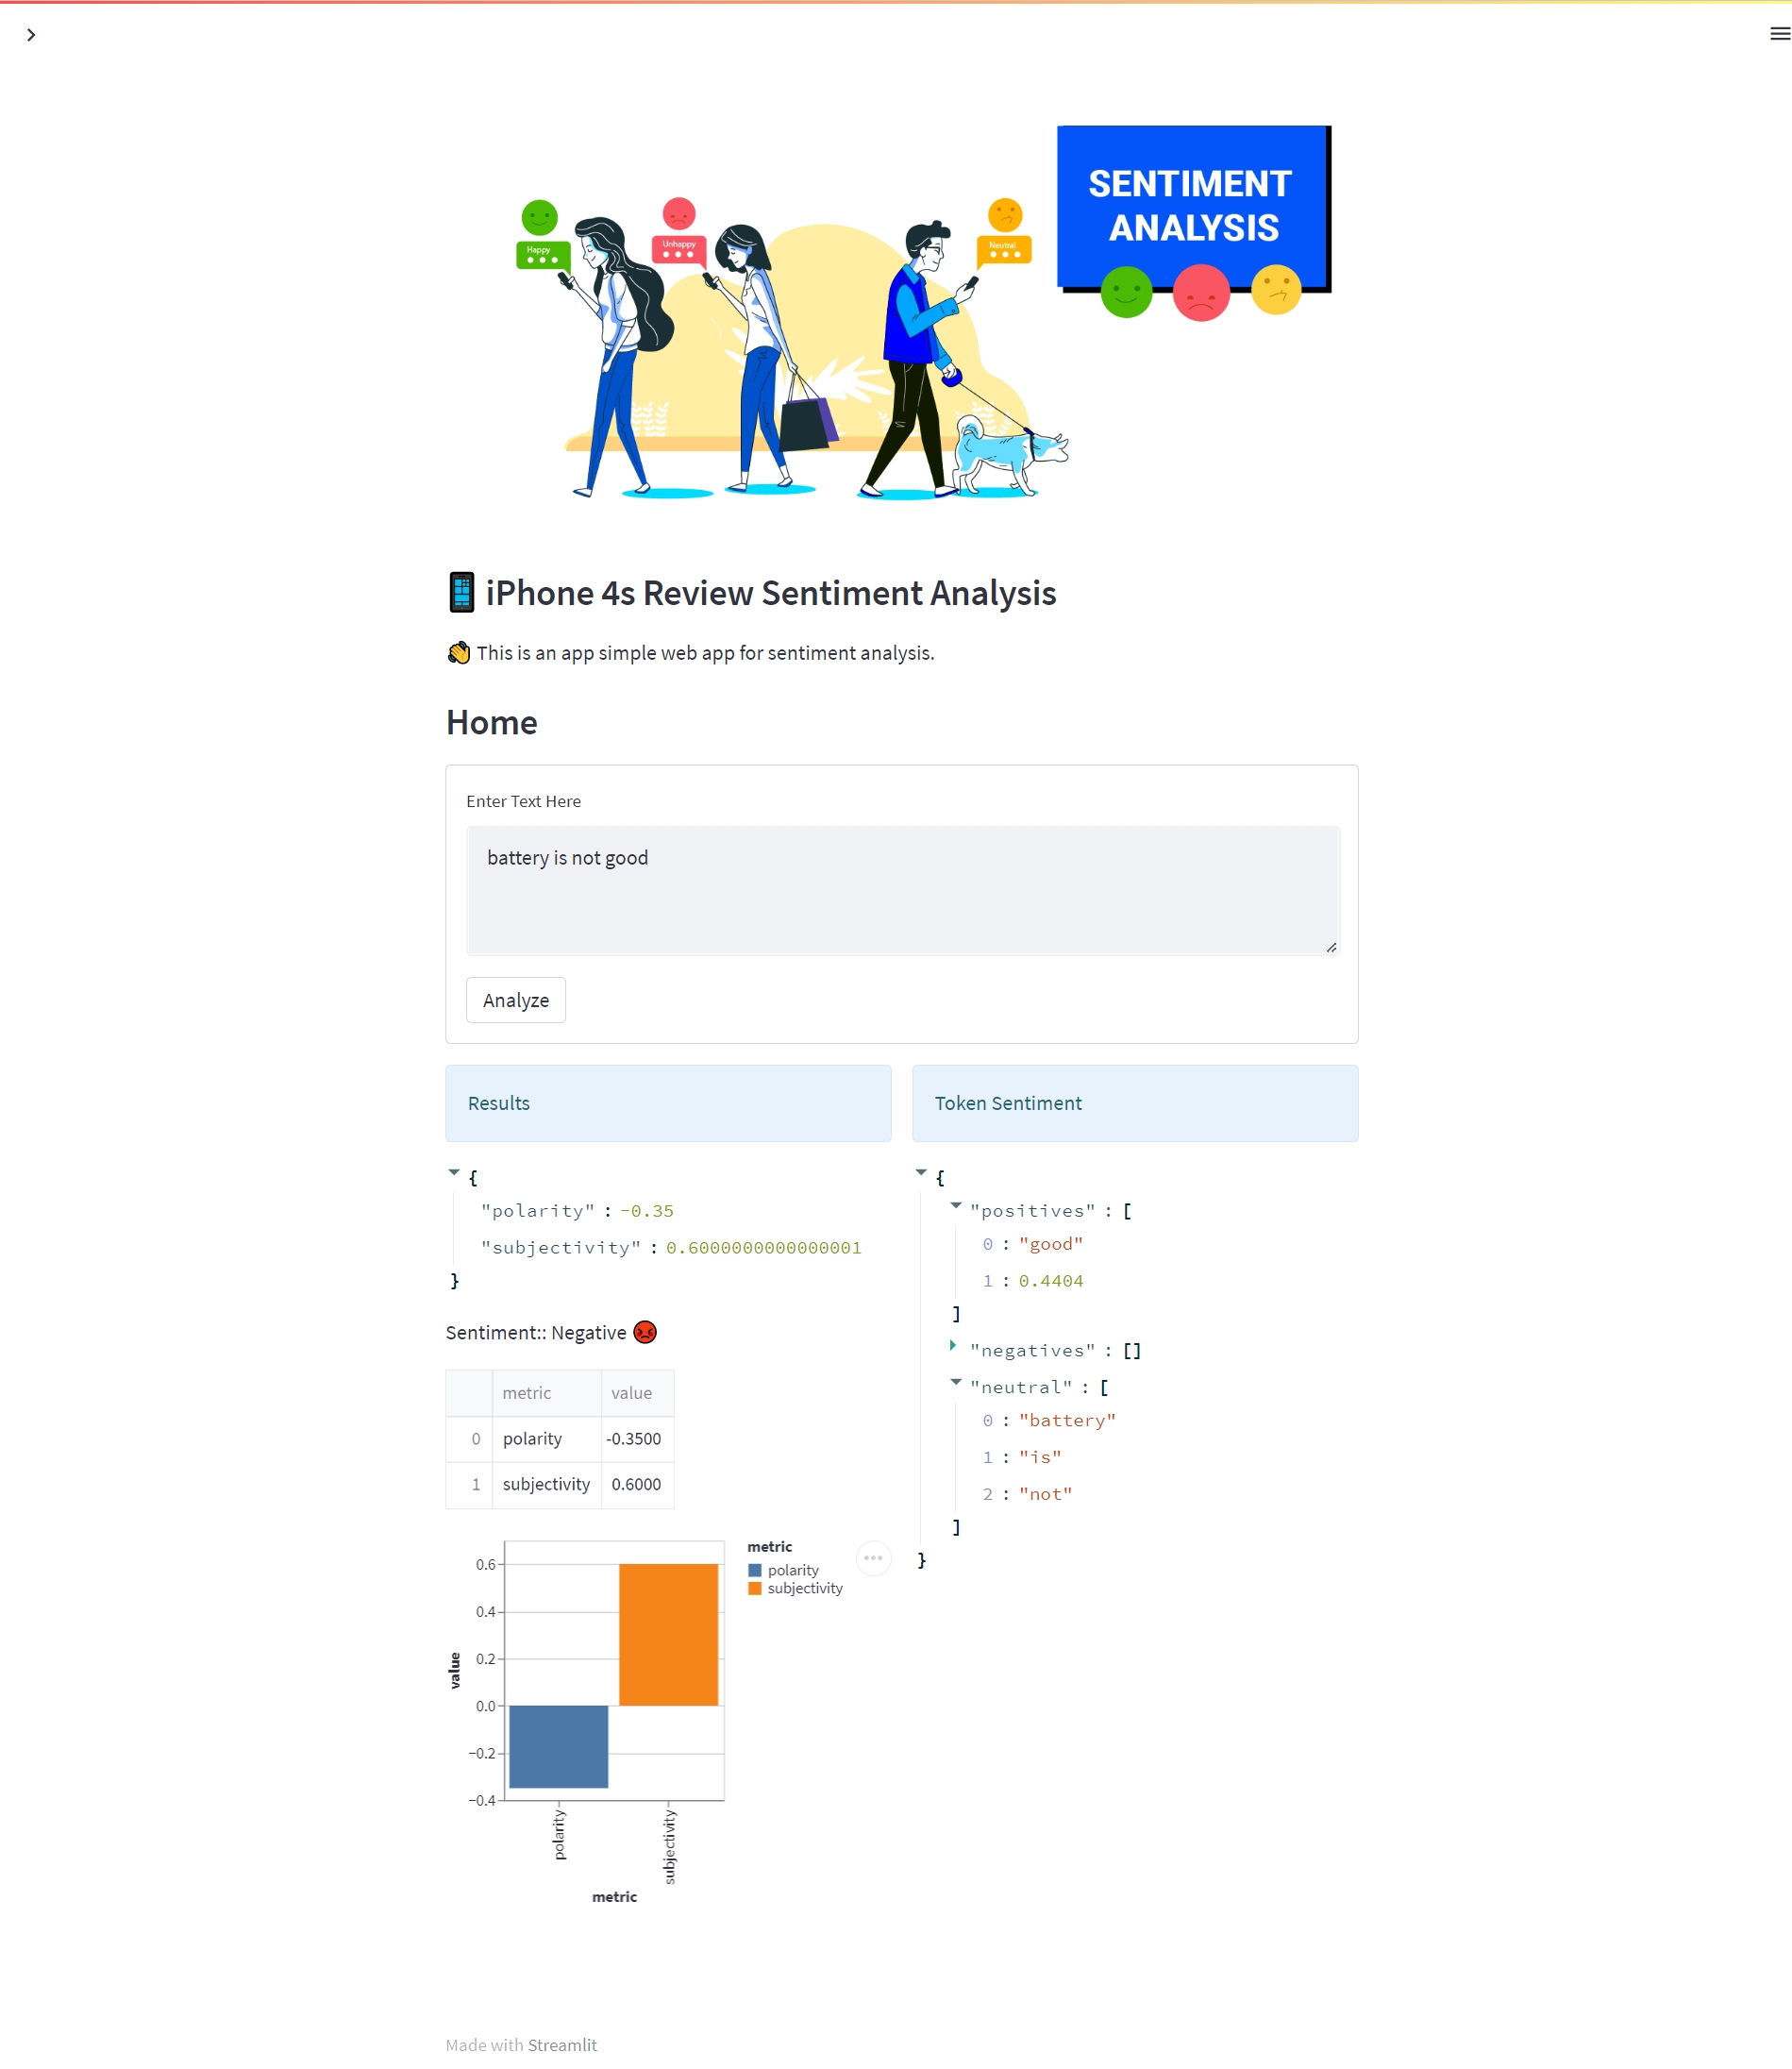 SENTIMENT
ANALYSIS
Happy
Unhappy
Neutral
iPhone 4s Review Sentiment Analysis
This is an app simple web app for sentiment analysis.
Home
Enter Text Here
battery is not good
Analyze
Results
{
"polarity" : -0.35
"subjectivity" : 0.6000000000000001
}
Sentiment:: Negative
metric value
0 polarity -0.3500
1 subjectivity 0.6000
metric
polarity
subjectivity
0.6
0.4
0.2
0.0
−0.2
−0.4
value
polarity
subjectivity
metric
Token Sentiment
{
"positives" : [
0 : "good"
1 : 0.4404
]
"negatives" : []
"neutral" : [
0 : "battery"
1 : "is"
2 : "not"
]
}
Made with Streamlit